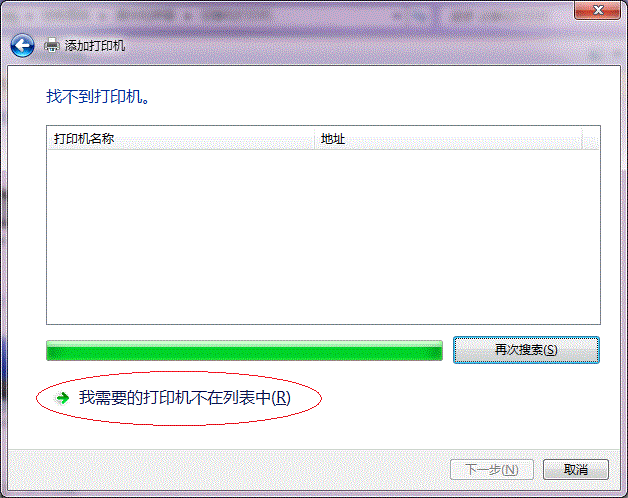 添加打印机
找不到打印机。
打印机名称 地址
再次搜索(S)
我需要的打印机不在列表中(R)
下一步(N) 取消